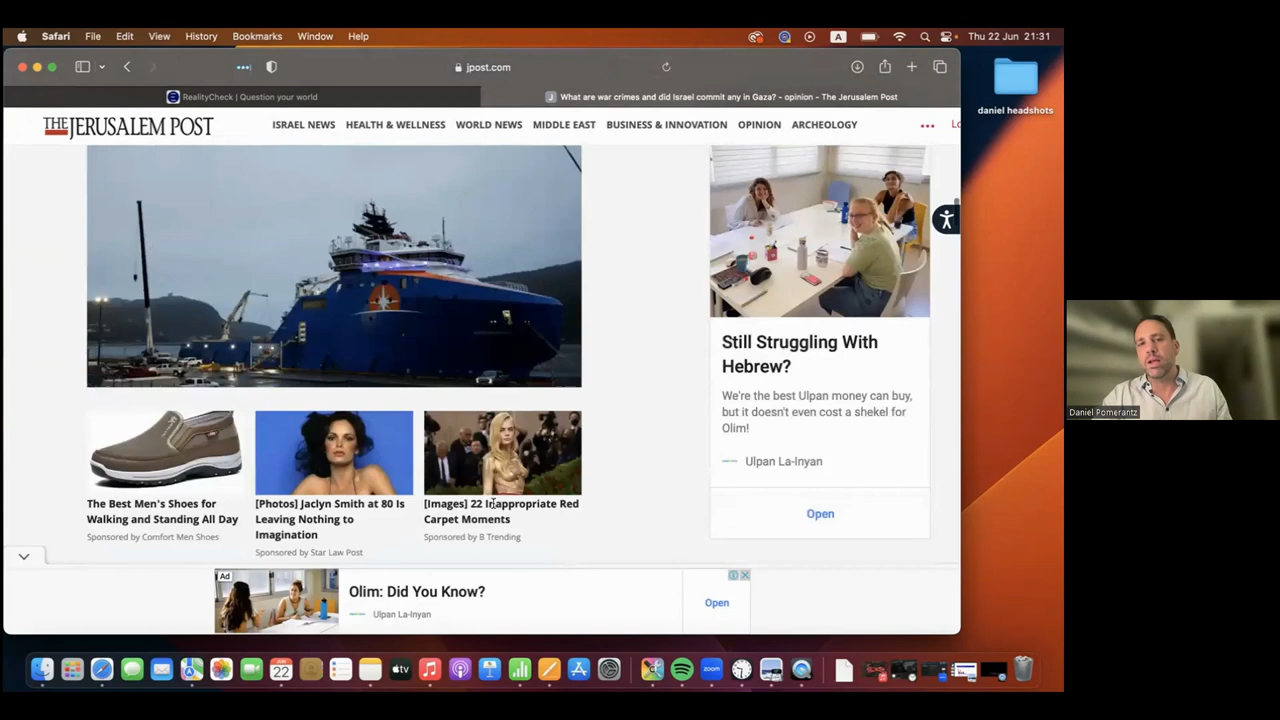 Safari File Edit View History Bookmarks Window Help
A
Thu 22 Jun 21:31
jpost.com
RealityCheck | Question your world
J What are war crimes and did Israel commit any in Gaza? - opinion - The Jerusalem Post
THE JERUSALEM POST
ISRAEL NEWS HEALTH & WELLNESS WORLD NEWS MIDDLE EAST BUSINESS & INNOVATION OPINION ARCHEOLOGY
Lo
daniel headshots
Still Struggling With
Hebrew?
We're the best Ulpan money can buy,
but it doesn't even cost a shekel for
Olim!
Ulpan La-Inyan
Open
The Best Men's Shoes for
Walking and Standing All Day
Sponsored by Comfort Men Shoes
[Photos] Jaclyn Smith at 80 Is
Leaving Nothing to
Imagination
Sponsored by Star Law Post
[Images] 22 Inappropriate Red
Carpet Moments
Sponsored by B Trending
Ad
Olim: Did You Know?
Ulpan La-Inyan
Open
Daniel Pomerantz
22
tv
zoom